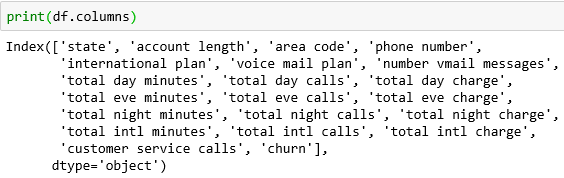 print(df.columns)
Index(['state', 'account length', 'area code', 'phone number',
'international plan', 'voice mail plan', 'number vmail messages',
'total day minutes', 'total day calls', 'total day charge',
'total eve minutes', 'total eve calls', 'total eve charge',
'total night minutes', 'total night calls', 'total night charge',
'total intl minutes', 'total intl calls', 'total intl charge',
'customer service calls', 'churn'],
dtype='object')